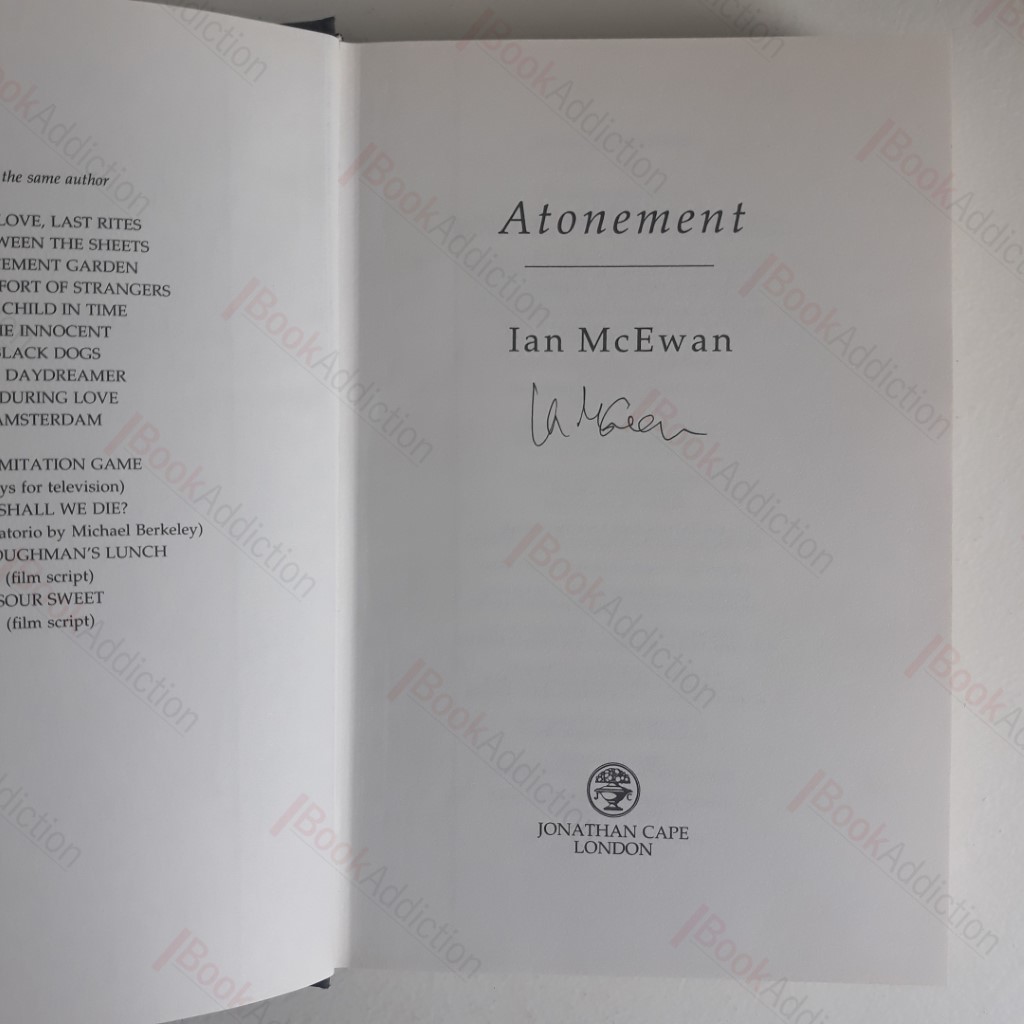 the same author
LOVE, LAST RITES
WEEN THE SHEETS
EMENT GARDEN
FORT OF STRANGERS
CHILD IN TIME
HE INNOCENT
BLACK DOGS
DAYDREAMER
DURING LOVE
AMSTERDAM
MITATION GAME
ys for television)
SHALL WE DIE?
atorio by Michael Berkeley)
OUGHMAN'S LUNCH
(film script)
SOUR SWEET
(film script)
Atonement
Ian McEwan
J C
JONATHAN CAPE
LONDON
BookAddiction